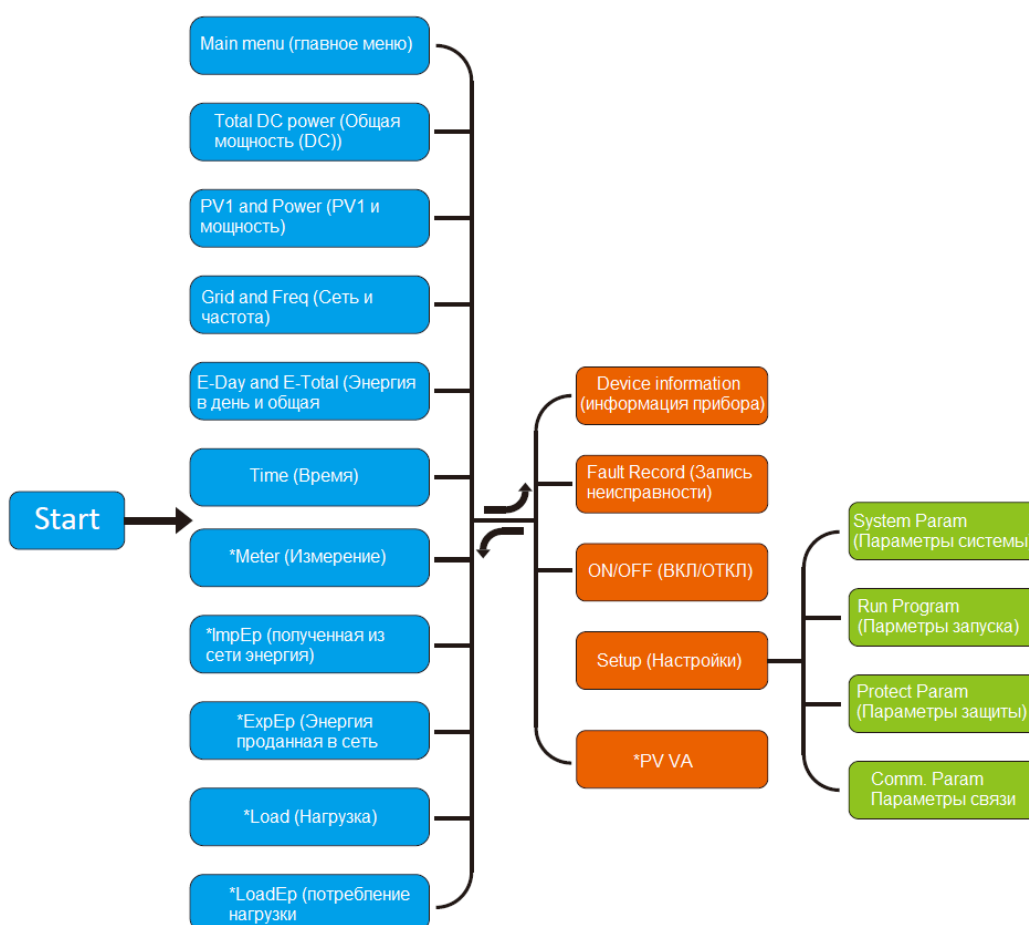 Main menu (главное меню)
Total DC power (Общая
мощность (DC))
PV1 and Power (PV1 и
мощность)
Grid and Freq (Сеть и
частота)
E-Day and E-Total (Энергия
в день и общая
Time (Время)
Start
*Meter (Измерение)
*ImpEp (попученная из
сети энергия)
*ExpEp (Энергия
проданная в сеть
*Load (Нагрузка)
*LoadEp (потребление
нагрузки
Device information
(информация прибора)
Fault Record (Запись
неисправности)
ON/OFF (ВКЛ/ОТКЛ)
Setup (Настройки)
*PV VA
System Param
(Параметры системы
Run Program
(Парметры запуска)
Protect Param
(Параметры защиты)
Comm. Param
Параметры связи